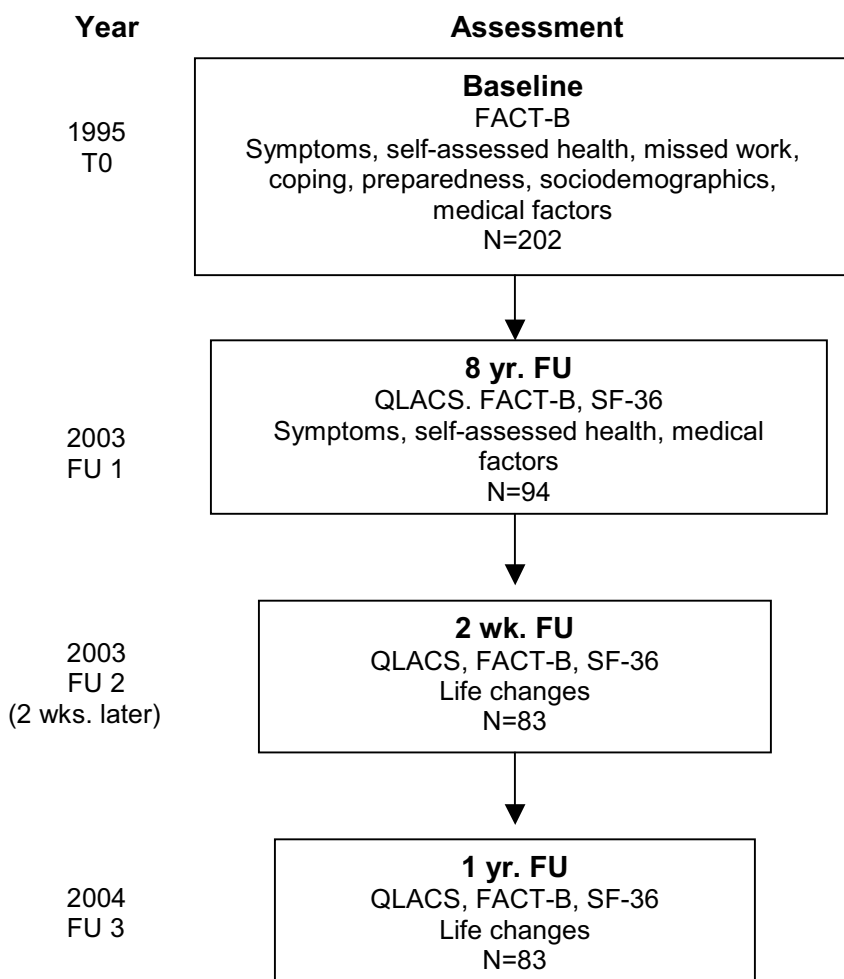 Year Assessment
Baseline
FACT-B
1995
T0
Symptoms, self-assessed health, missed work,
coping, preparedness, sociodemographics,
medical factors
N=202
8 yr. FU
QLACS. FACT-B, SF-36
2003
FU 1
Symptoms, self-assessed health, medical
factors
N=94
2 wk. FU
2003
FU 2
(2 wks. later)
QLACS, FACT-B, SF-36
Life changes
N=83
1 yr. FU
2004
FU 3
QLACS, FACT-B, SF-36
Life changes
N=83